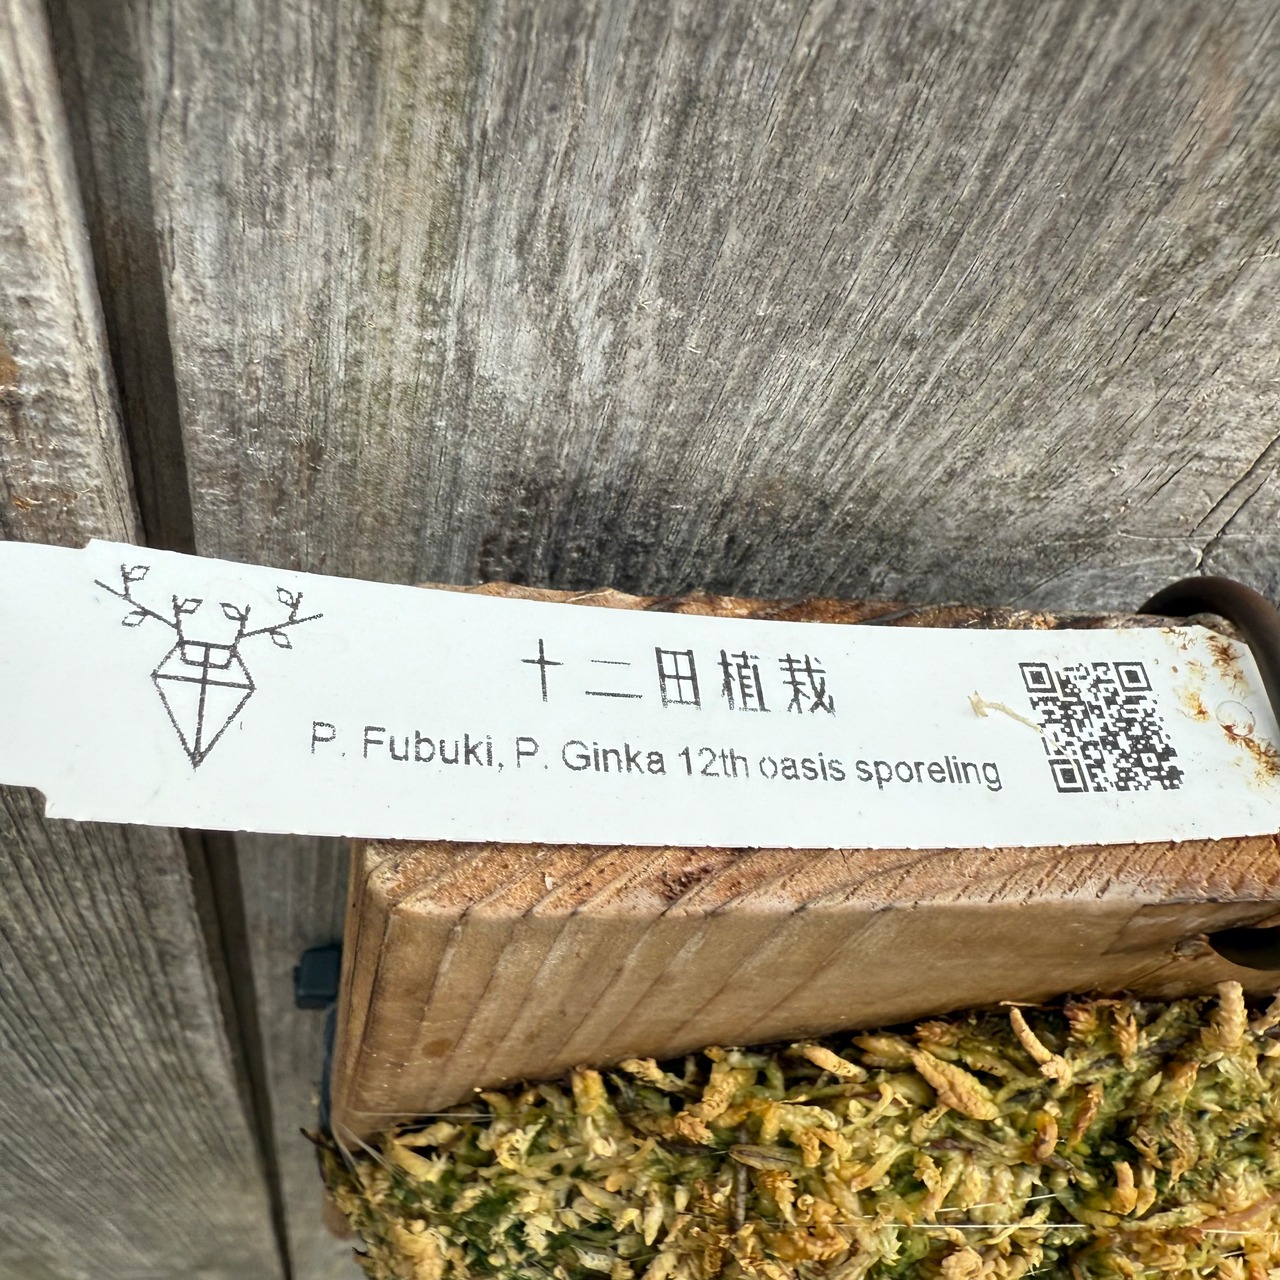 十二田植栽
P. Fubuki, P. Ginka 12th oasis sporeling